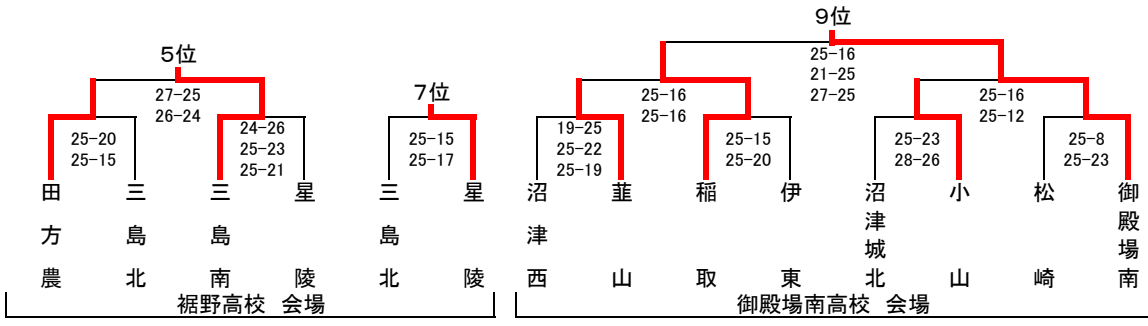 9位
5位
25-16
21-25
27-25
27-25
26-24
7位
25-16
25-16
25-16
25-12
25-20
25-15
24-26
25-23
25-21
25-15
25-17
19-25
25-22
25-19
25-15
25-20
25-23
28-26
25-8
25-23
田方農
三島北
三島南
星陵
三島北
星陵
沼津西
韮山
稲取
伊東
沼津城北
小山
松崎
御殿場南
裾野高校 会場
御殿場南高校 会場